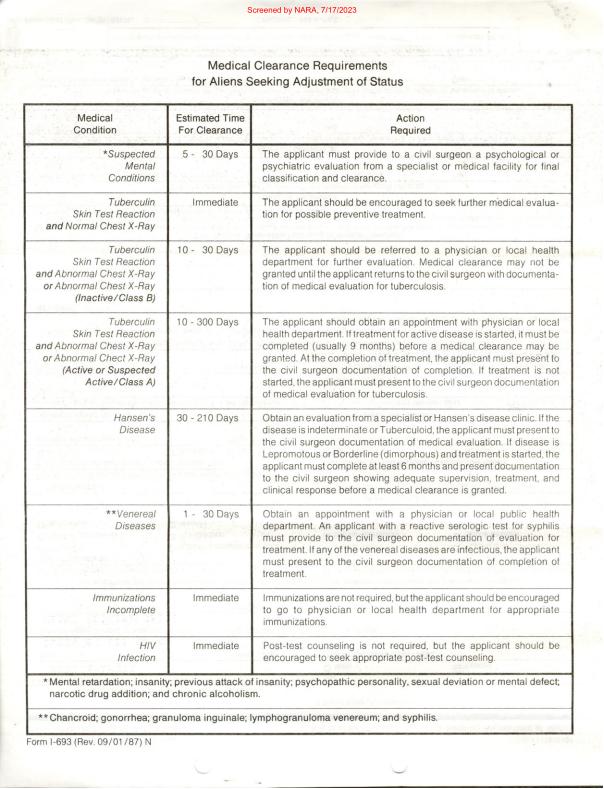 Screened by NARA, 7/17/2023
Medical Clearance Requirements
for Aliens Seeking Adjustment of Status
Medical
Condition
Estimated Time
For Clearance
Action
Required
*Suspected
Mental
Conditions
5 - 30 Days
The applicant must provide to a civil surgeon a psychological or
psychiatric evaluation from a specialist or medical facility for final
classification and clearance.
Tuberculin
Skin Test Reaction
and Normal Chest X-Ray
Immediate
The applicant should be encouraged to seek further medical evalua-
tion for possible preventive treatment.
Tuberculin
Skin Test Reaction
and Abnormal Chest X-Ray
or Abnormal Chest X-Ray
(Inactive/Class B)
10 - 30 Days
The applicant should be referred to a physician or local health
department for further evaluation. Medical clearance may not be
granted until the applicant returns to the civil surgeon with documenta-
tion of medical evaluation for tuberculosis.
Tuberculin
Skin Test Reaction
and Abnormal Chest X-Ray
or Abnormal Chest X-Ray
(Active or Suspected
Active/Class A)
10 - 300 Days
The applicant should obtain an appointment with physician or local
health department. If treatment for active disease is started, it must be
completed (usually 9 months) before a medical clearance may be
granted. At the completion of treatment, the applicant must present to
the civil surgeon documentation of completion. If treatment is not
started, the applicant must present to the civil surgeon documentation
of medical evaluation for tuberculosis.
Hansen's
Disease
30 - 210 Days
Obtain an evaluation from a specialist or Hansen's disease clinic. If the
disease is indeterminate or Tuberculoid, the applicant must present to
the civil surgeon documentation of medical evaluation. If disease is
Lepromotous or Borderline (dimorphous) and treatment is started, the
applicant must complete at least 6 months and present documentation
to the civil surgeon showing adequate supervision, treatment, and
clinical response before a medical clearance is granted.
**Venereal
Diseases
1 - 30 Days
Obtain an appointment with a physician or local public health
department. An applicant with a reactive serologic test for syphilis
must provide to the civil surgeon documentation of evaluation for
treatment. If any of the venereal diseases are infectious, the applicant
must present to the civil surgeon documentation of completion of
treatment.
Immunizations
Incomplete
Immediate
Immunizations are not required, but the applicant should be encouraged
to go to physician or local health department for appropriate
immunizations.
HIV
Infection
Immediate
Post-test counseling is not required, but the applicant should be
encouraged to seek appropriate post-test counseling.
* Mental retardation; insanity; previous attack of insanity; psychopathic personality, sexual deviation or mental defect;
narcotic drug addition; and chronic alcoholism.
** Chancroid; gonorrhea; granuloma inguinale; lymphogranuloma venereum; and syphilis.
Form I-693 (Rev. 09/01/87) N